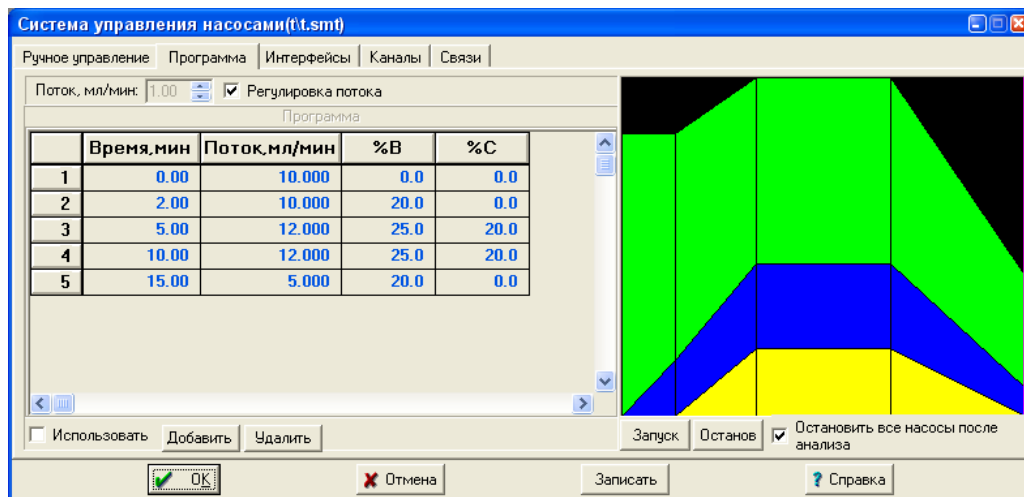 Система управления насосами(t\t.smt)
Ручное управление Программа Интерфейсы Каналы Связи
Поток, мл/мин: 1.00 Регулировка потока
Программа
Время,мин Поток,мл/мин %B %C
1 0.00 10.000 0.0 0.0
2 2.00 10.000 20.0 0.0
3 5.00 12.000 25.0 20.0
4 10.00 12.000 25.0 20.0
5 15.00 5.000 20.0 0.0
Использовать Добавить Удалить
Запуск Останов Остановить все насосы после
анализа
OK Отмена Записать ? Справка